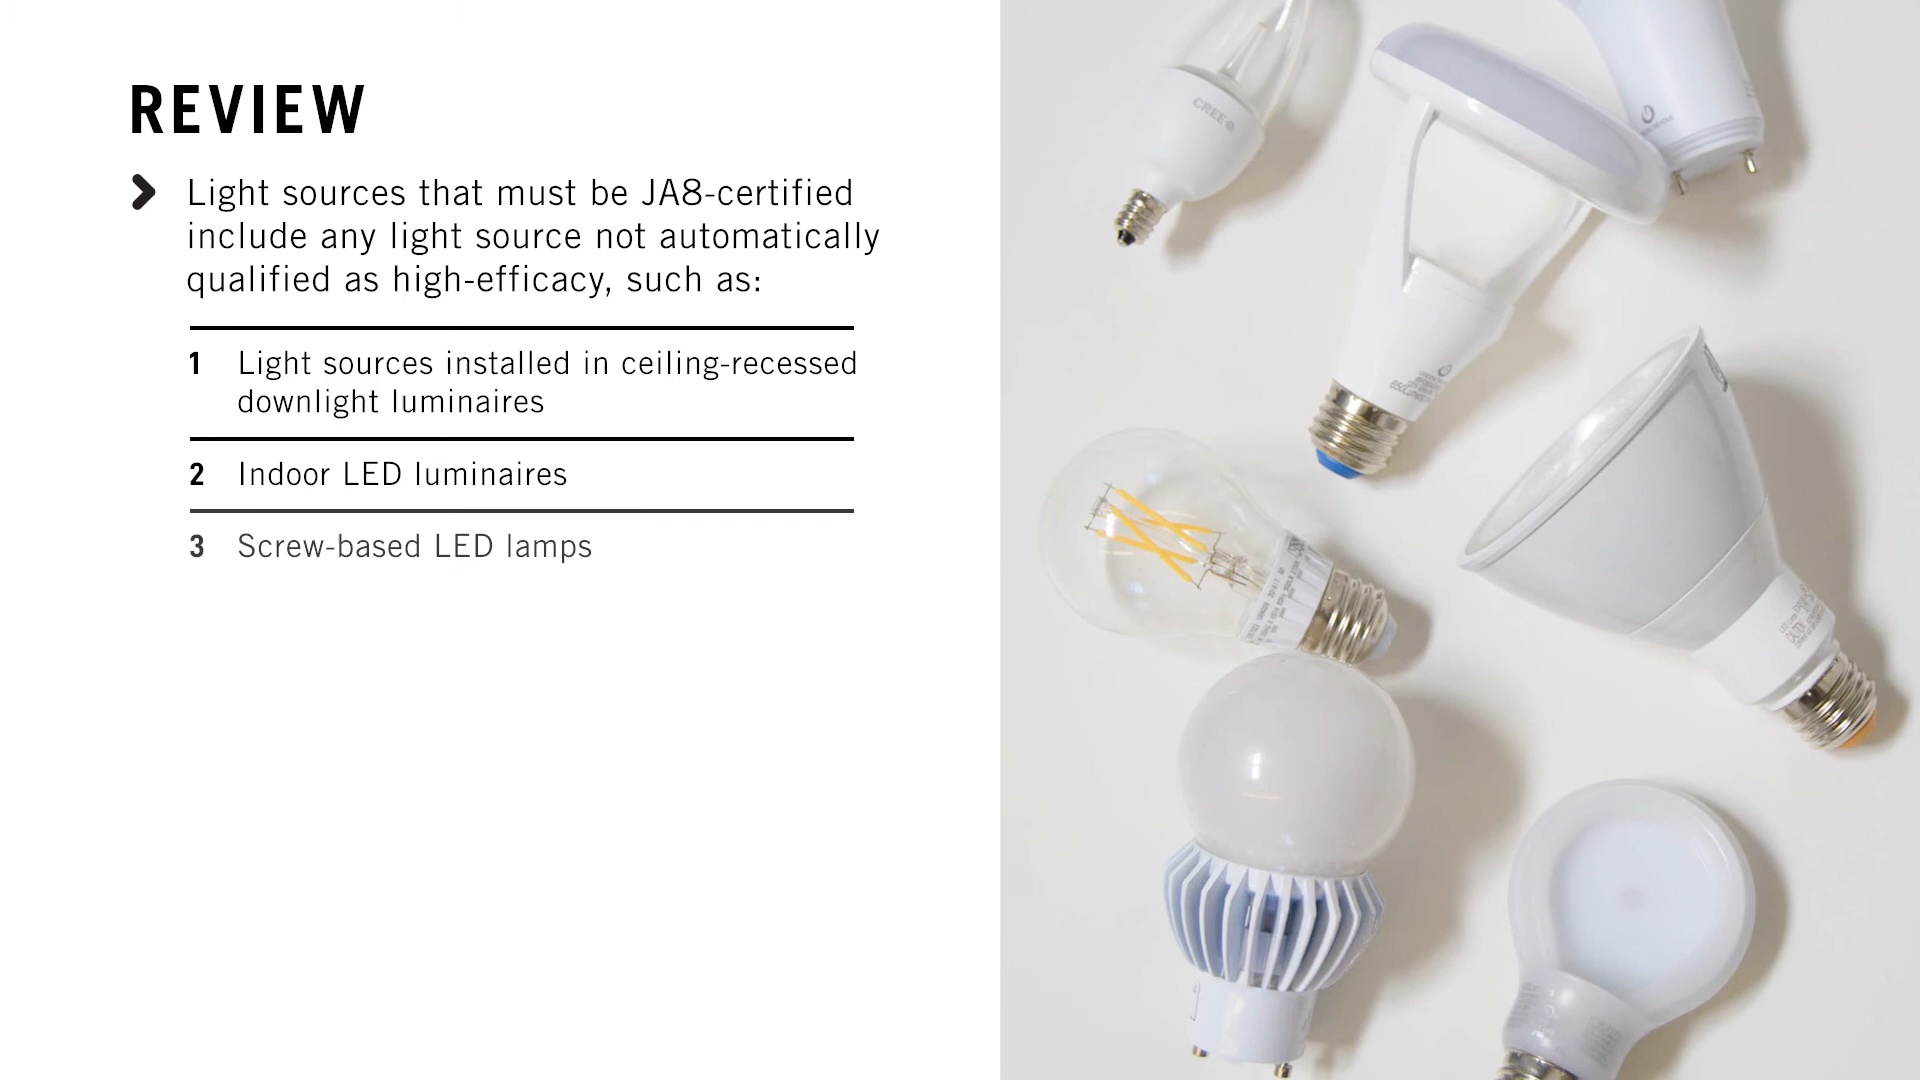 REVIEW
Light sources that must be JA8-certified
include any light source not automatically
qualified as high-efficacy, such as:
1 Light sources installed in ceiling-recessed
downlight luminaires
2 Indoor LED luminaires
3 Screw-based LED lamps
CREE